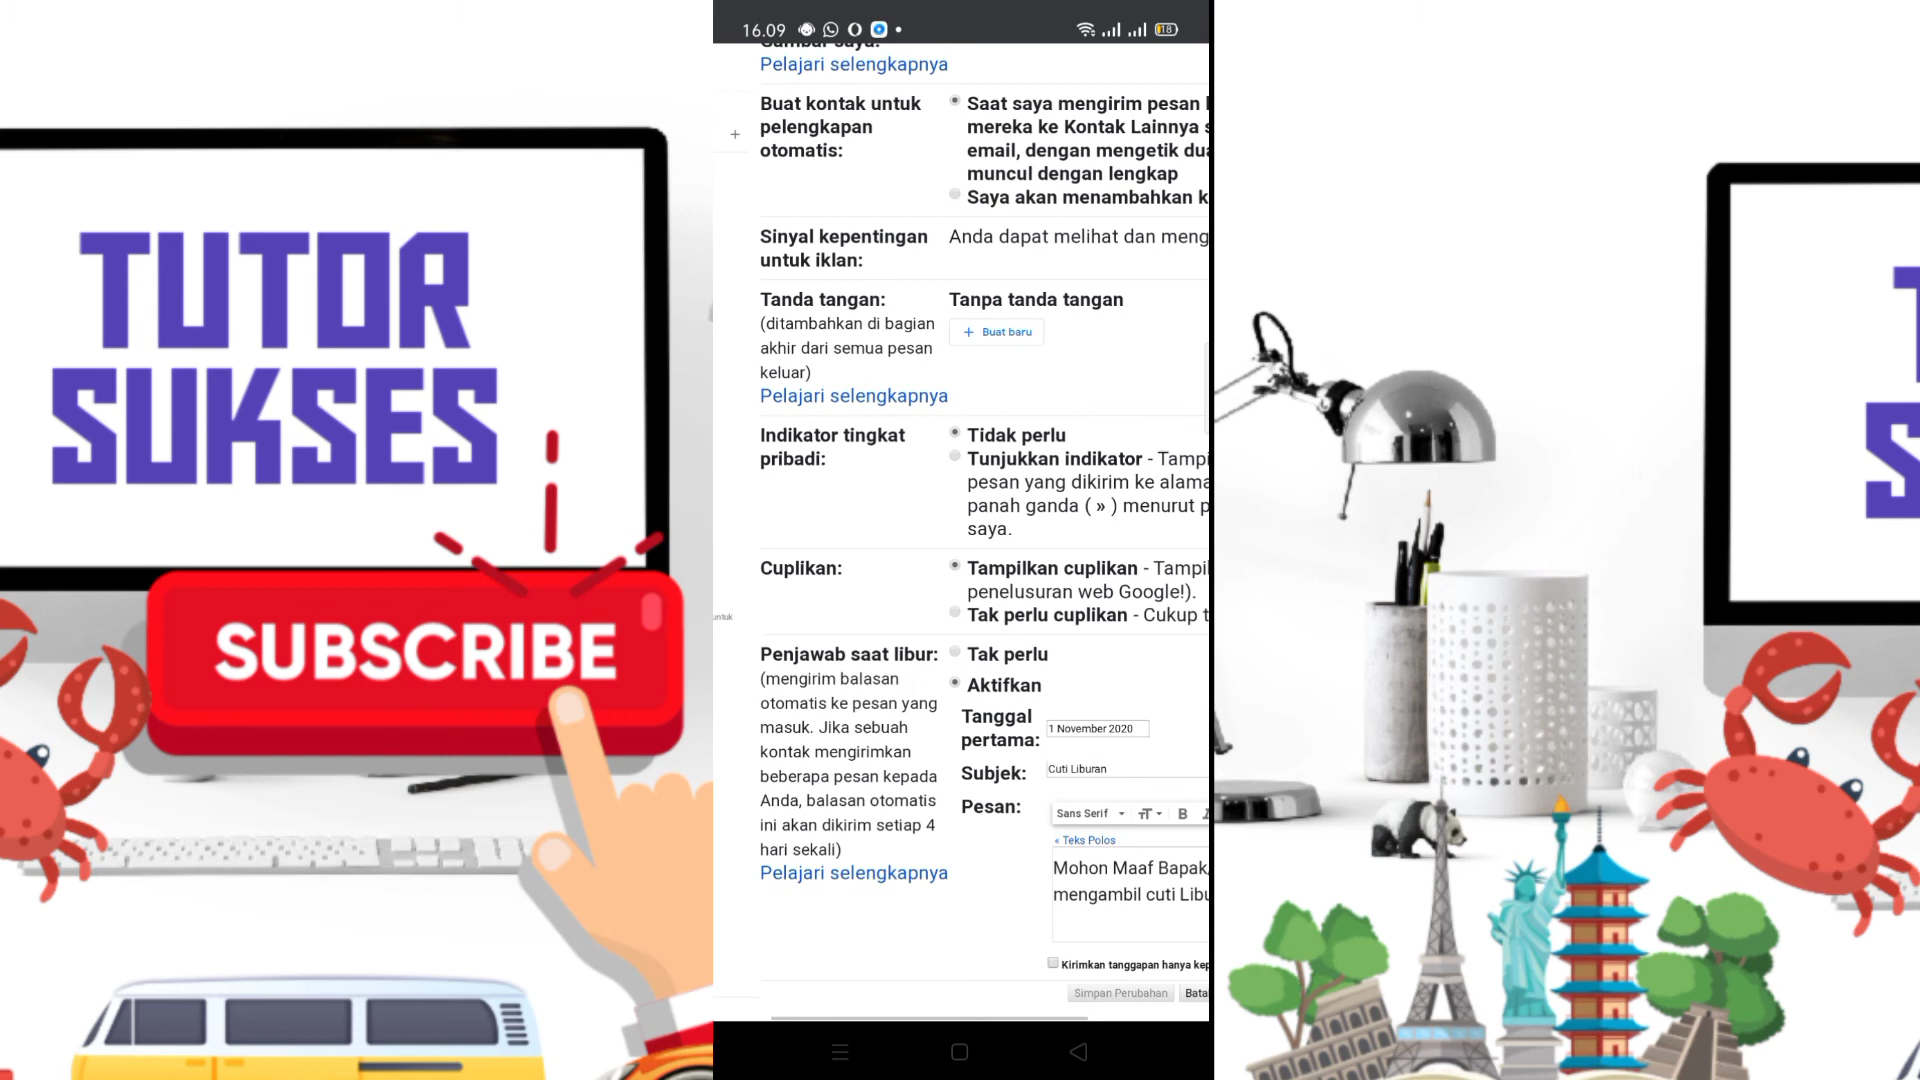 TUTOR
SUKSES
SUBSCRIBE
16.09
18
Pelajari selengkapnya
Buat kontak untuk
pelengkapan
otomatis:
Saat saya mengirim pesan
mereka ke Kontak Lainnya s
email, dengan mengetik dua
muncul dengan lengkap
Saya akan menambahkan k
Sinyal kepentingan
untuk iklan:
Anda dapat melihat dan meng
Tanda tangan:
(ditambahkan di bagian
akhir dari semua pesan
keluar)
Pelajari selengkapnya
Tanpa tanda tangan
+ Buat baru
Indikator tingkat
pribadi:
Tidak perlu
Tunjukkan indikator - Tampi
pesan yang dikirim ke alama
panah ganda ( » ) menurut p
saya.
Cuplikan:
Tampilkan cuplikan - Tampil
penelusuran web Google!).
Tak perlu cuplikan - Cukup t
untuk
Penjawab saat libur:
(mengirim balasan
otomatis ke pesan yang
masuk. Jika sebuah
kontak mengirimkan
beberapa pesan kepada
Anda, balasan otomatis
ini akan dikirim setiap 4
hari sekali)
Pelajari selengkapnya
Tak perlu
Aktifkan
Tanggal
pertama:
1 November 2020
Subjek:
Cuti Liburan
Pesan:
Sans Serif
B
« Teks Polos
Mohon Maaf Bapak,
mengambil cuti Libu
Kirimkan tanggapan hanya kep
Simpan Perubahan
Batal
T
S